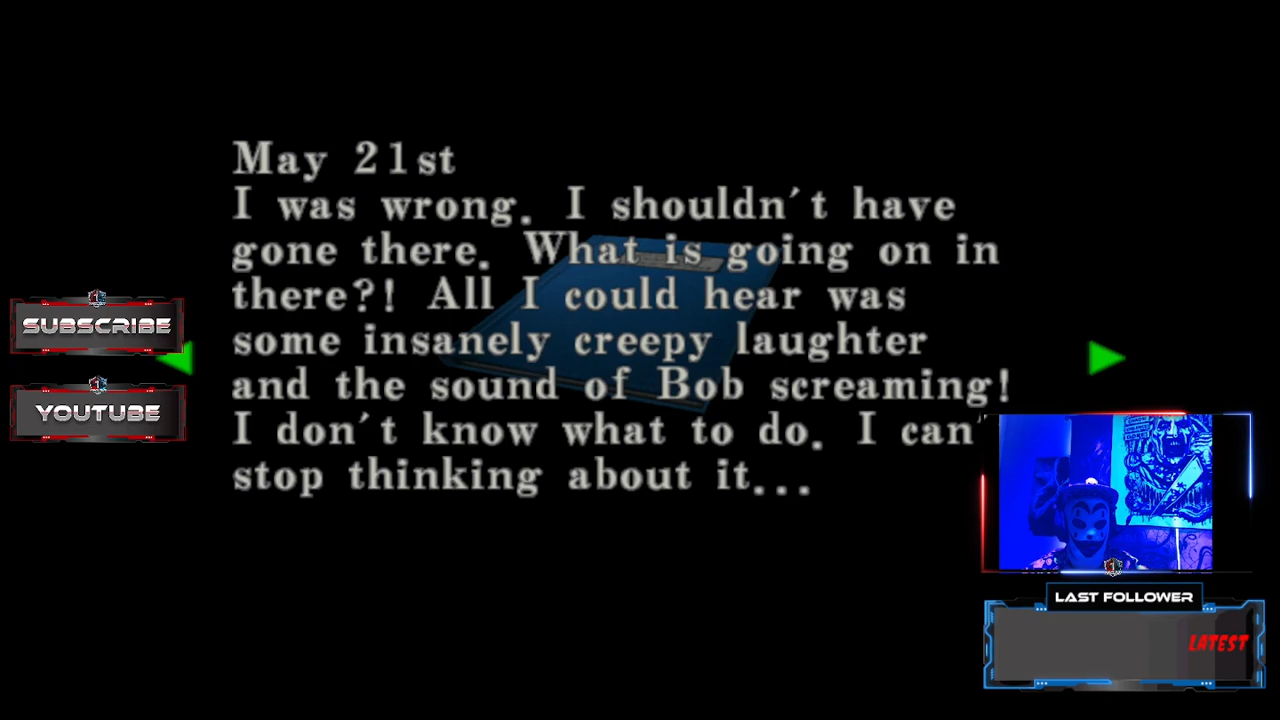 May 21st
I was wrong. I shouldn't have
gone there. What is going on in
there?! All I could hear was
some insanely creepy laughter
and the sound of Bob screaming!
I don't know what to do. I can'
stop thinking about it...
SUBSCRIBE
YOUTUBE
LAST FOLLOWER
LATEST